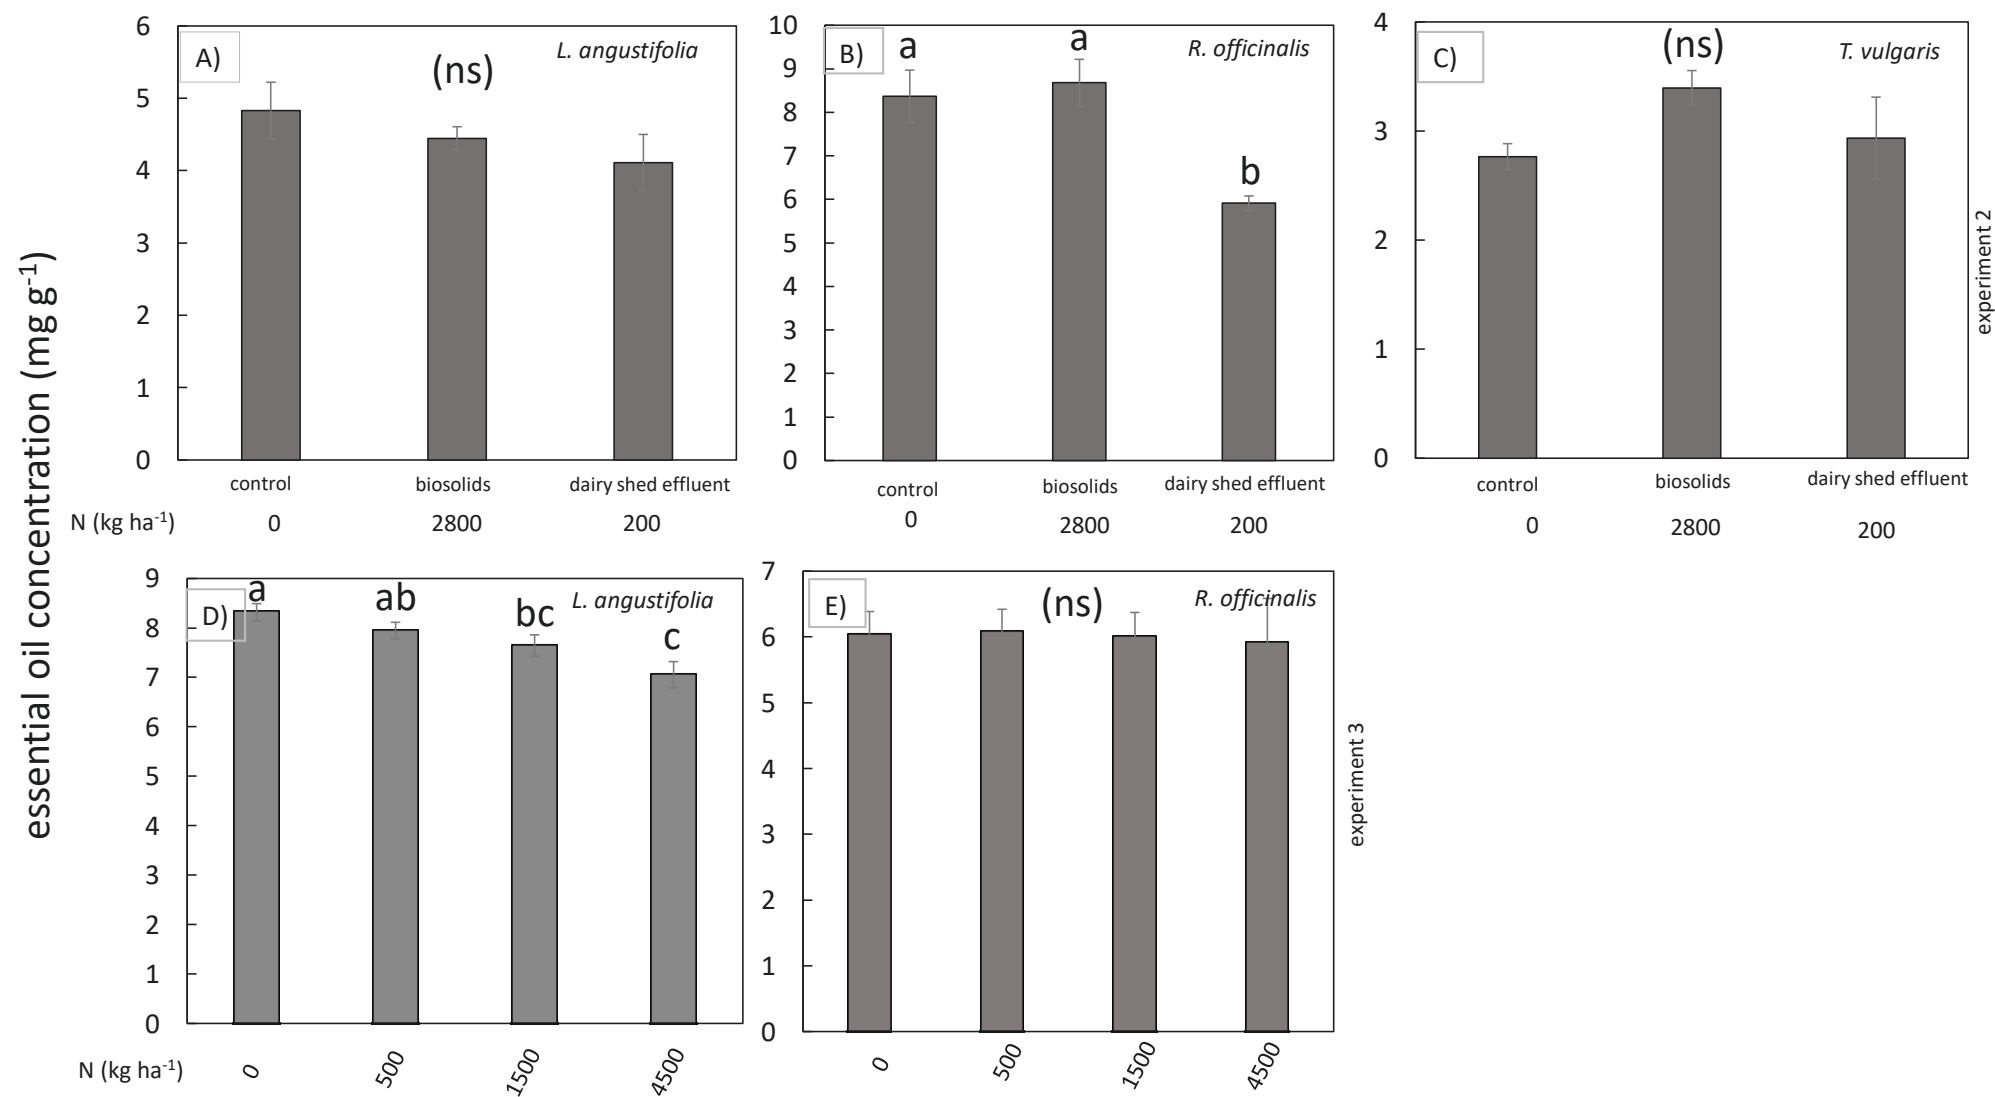 essential oil concentration (mg g⁻¹)
A)
(ns)
L. angustifolia
6
5
4
3
2
1
0
control biosolids dairy shed effluent
N (kg ha⁻¹) 0 2800 200
B)
a a b
R. officinalis
10
9
8
7
6
5
4
3
2
1
0
control biosolids dairy shed effluent
0 2800 200
C)
(ns)
T. vulgaris
4
3
2
1
0
control biosolids dairy shed effluent
0 2800 200
experiment 2
D)
a ab bc c
L. angustifolia
9
8
7
6
5
4
3
2
1
0
N (kg ha⁻¹) 0 500 1500 4500
E)
(ns)
R. officinalis
7
6
5
4
3
2
1
0
0 500 1500 4500
experiment 3